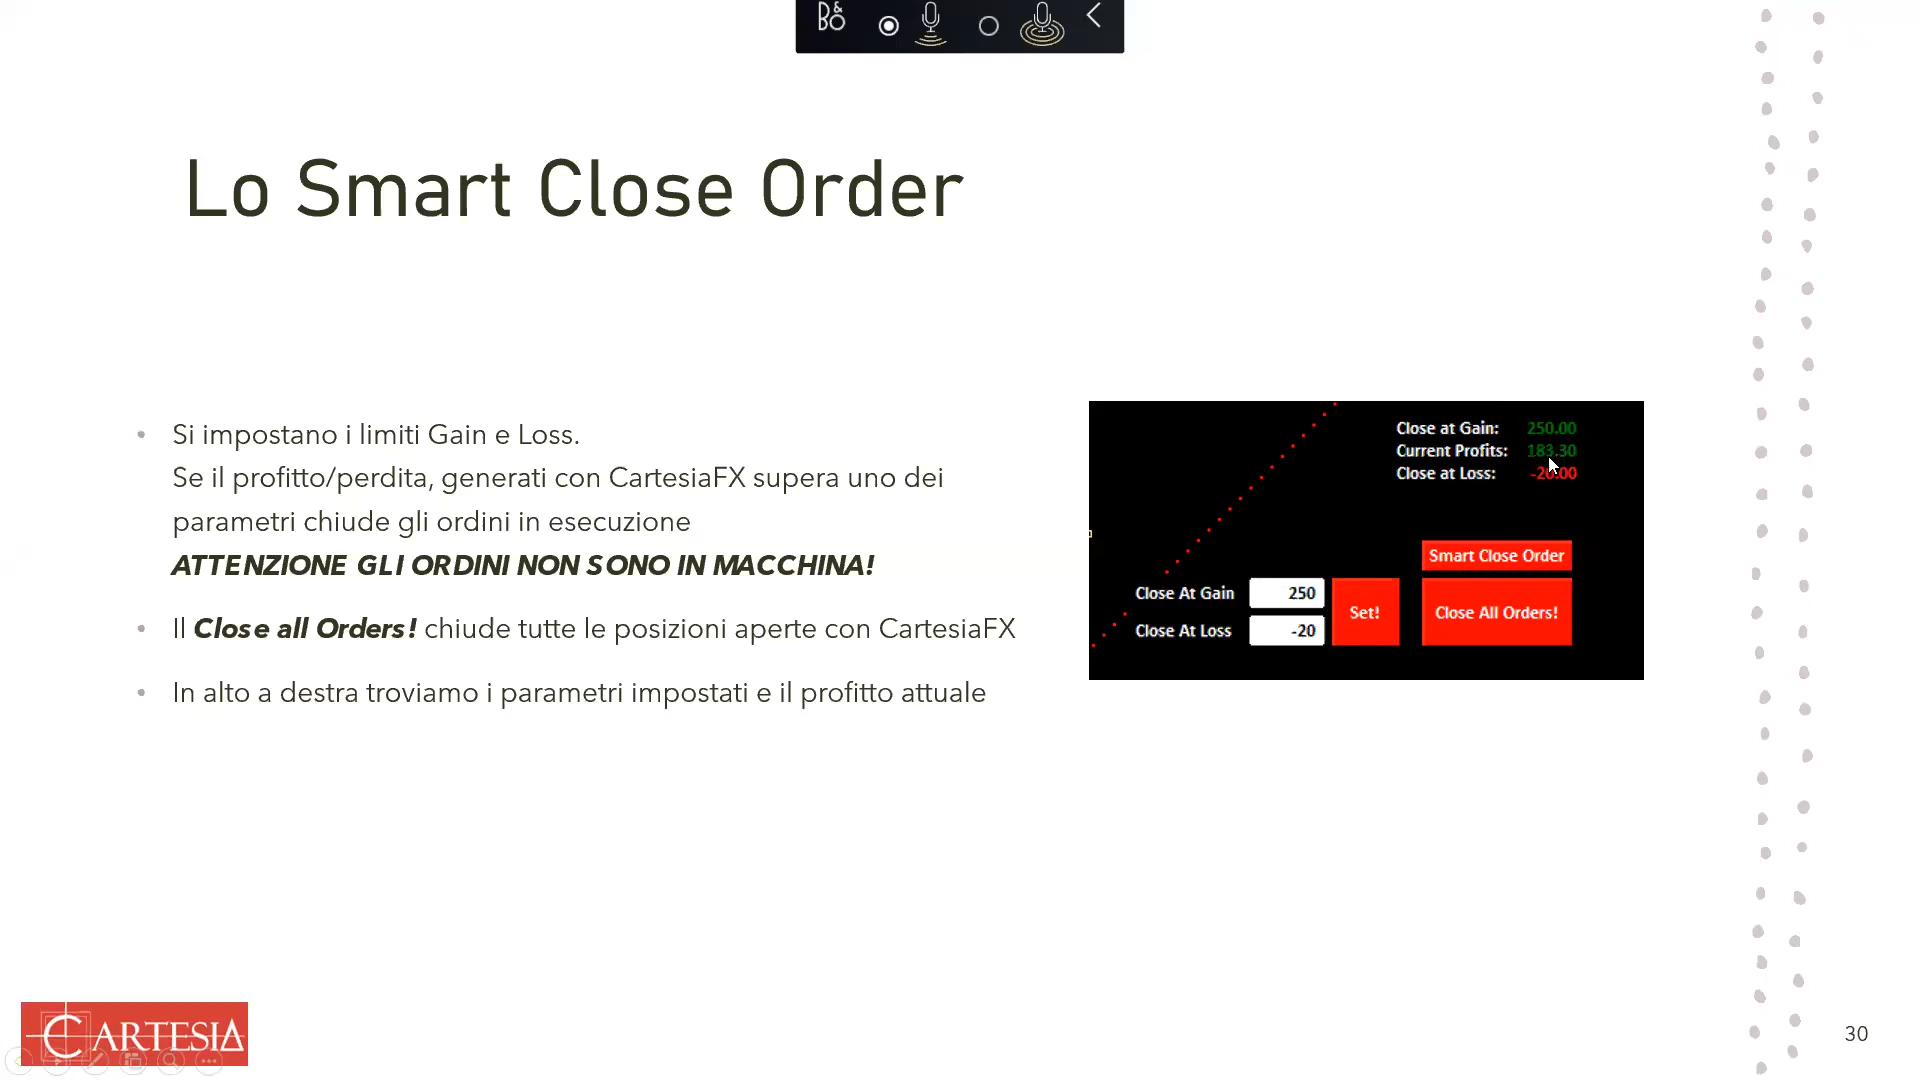 B&O
Lo Smart Close Order
• Si impostano i limiti Gain e Loss.
Se il profitto/perdita, generati con CartesiaFX supera uno dei
parametri chiude gli ordini in esecuzione
ATTENZIONE GLI ORDINI NON SONO IN MACCHINA!
• Il Close all Orders! chiude tutte le posizioni aperte con CartesiaFX
• In alto a destra troviamo i parametri impostati e il profitto attuale
Close at Gain: 250.00
Current Profits: 183.30
Close at Loss: -20.00
Smart Close Order
Close At Gain 250
Set!
Close All Orders!
Close At Loss -20
CARTESIA
30